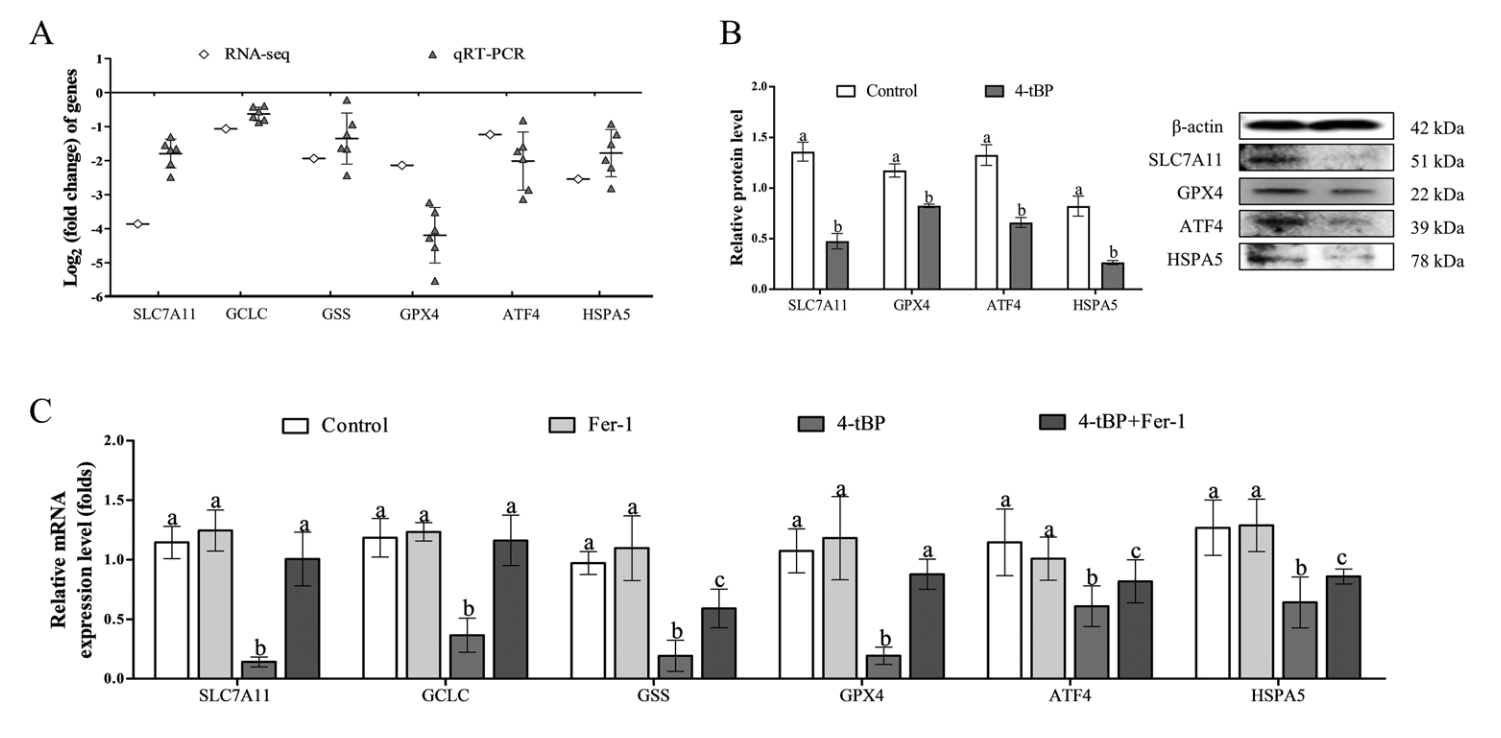 A
RNA-seq
qRT-PCR
Log2 (fold change) of genes
1
0
-1
-2
-3
-4
-5
-6
SLC7A11 GCLC GSS GPX4 ATF4 HSPA5
B
Control
4-tBP
Relative protein level
2.0
1.5
1.0
0.5
0.0
a b a b a b a b
SLC7A11 GPX4 ATF4 HSPA5
β-actin 42 kDa
SLC7A11 51 kDa
GPX4 22 kDa
ATF4 39 kDa
HSPA5 78 kDa
C
Control Fer-1 4-tBP 4-tBP+Fer-1
Relative mRNA
expression level (folds)
2.0
1.5
1.0
0.5
0.0
a a b a a a b a a a b c a a b a a a b c a a b c
SLC7A11 GCLC GSS GPX4 ATF4 HSPA5